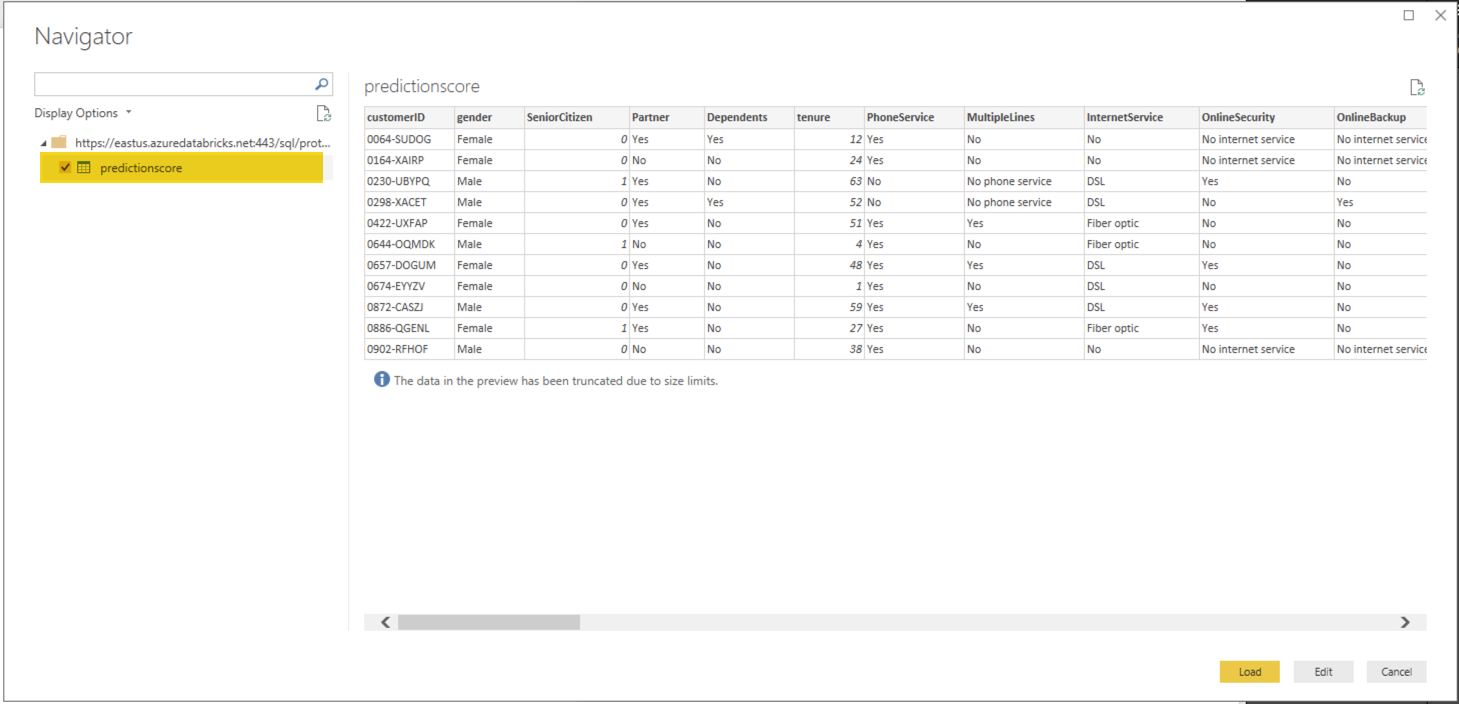 Navigator
Display Options
https://eastus.azuredatabricks.net:443/sql/prot...
predictionscore
predictionscore
customerID gender SeniorCitizen Partner Dependents tenure PhoneService MultipleLines InternetService OnlineSecurity OnlineBackup
0064-SUDOG Female 0 Yes Yes 12 Yes No No No internet service No internet service
0164-XAIRP Female 0 No No 24 Yes No No No internet service No internet service
0230-UBYPQ Male 1 Yes No 63 No No phone service DSL Yes No
0298-XACET Male 0 Yes Yes 52 No No phone service DSL No Yes
0422-UXFAP Female 0 Yes No 51 Yes Yes Fiber optic No No
0644-OQMDK Male 1 No No 4 Yes No Fiber optic No No
0657-DOGUM Female 0 Yes No 48 Yes Yes DSL Yes No
0674-EYYZV Female 0 No No 1 Yes No DSL No No
0872-CASZJ Male 0 Yes No 59 Yes Yes DSL Yes No
0886-QGENL Female 1 Yes No 27 Yes No Fiber optic Yes No
0902-RFHOF Male 0 No No 38 Yes No No No internet service No internet service
The data in the preview has been truncated due to size limits.
Load Edit Cancel